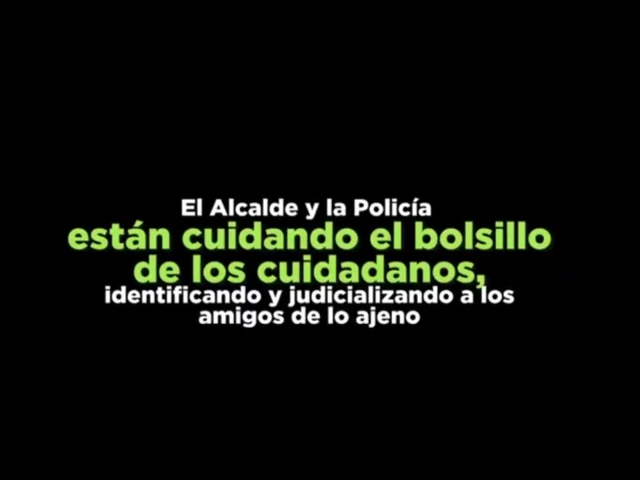 El Alcalde y la Policía
están cuidando el bolsillo
de los cuidadanos,
identificando y judicializando a los
amigos de lo ajeno